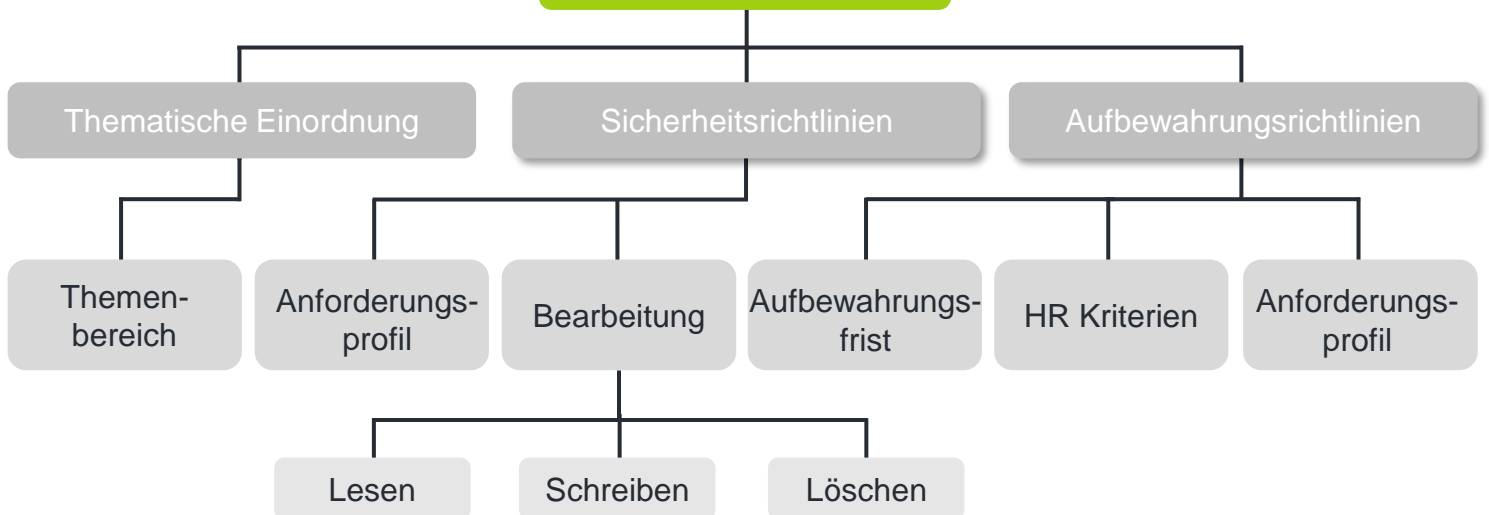 Thematische Einordnung
Sicherheitsrichtlinien
Aufbewahrungsrichtlinien
Themen-
bereich
Anforderungs-
profil
Bearbeitung
Aufbewahrungs-
frist
HR Kriterien
Anforderungs-
profil
Lesen
Schreiben
Löschen